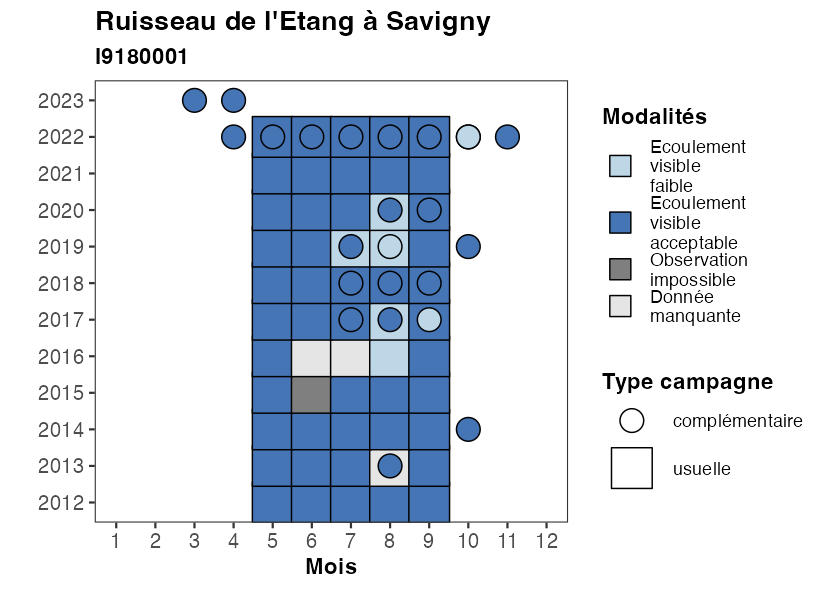 Ruisseau de l'Etang à Savigny
I9180001
2023
2022
2021
2020
2019
2018
2017
2016
2015
2014
2013
2012
1 2 3 4 5 6 7 8 9 10 11 12
Mois
Modalités
Ecoulement
visible
faible
Ecoulement
visible
acceptable
Observation
impossible
Donnée
manquante
Type campagne
complémentaire
usuelle